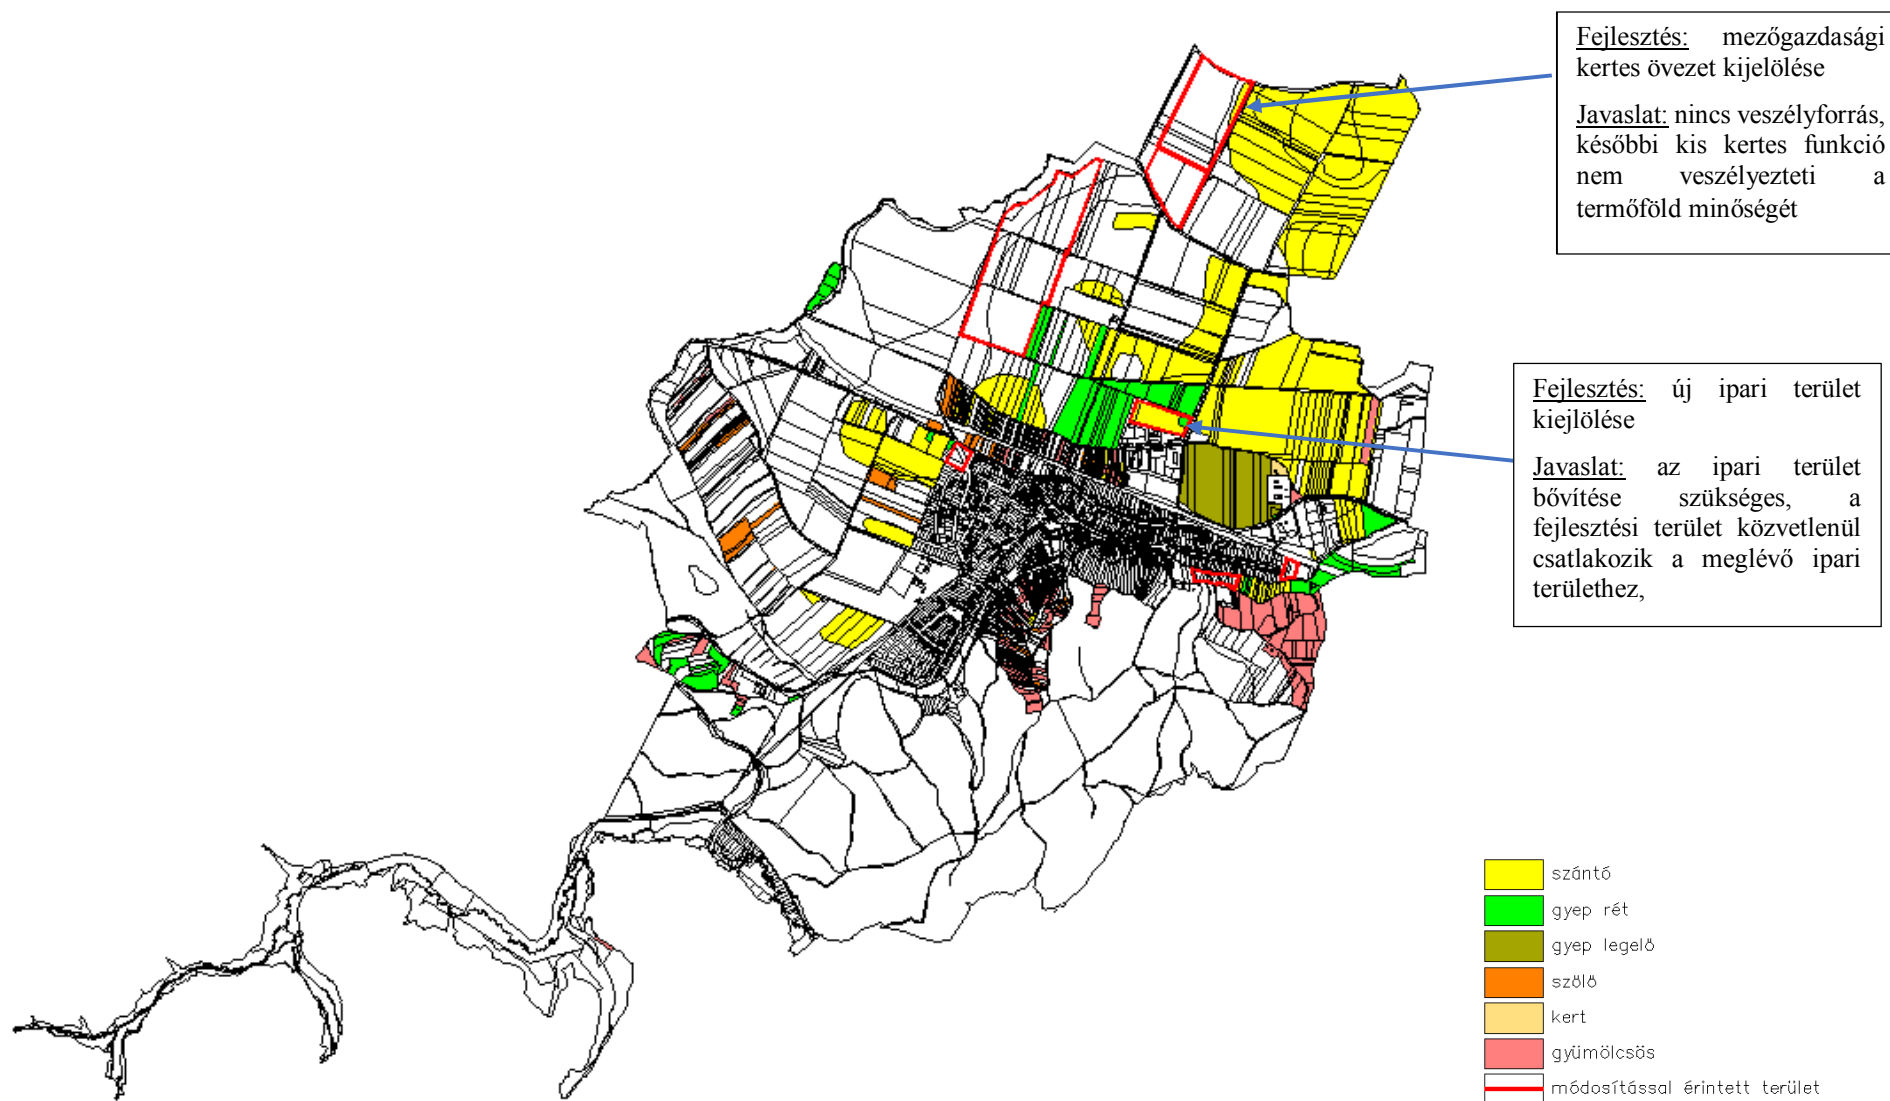 Fejlesztés: mezőgazdasági
kertes övezet kijelölése
Javaslat: nincs veszélyforrás,
későbbi kis kertes funkció
nem veszélyezteti a
termőföld minőségét
Fejlesztés: új ipari terület
kiejlölése
Javaslat: az ipari terület
bővítése szükséges, a
fejlesztési terület közvetlenül
csatlakozik a meglévő ipari
területhez,
szántó
gyep rét
gyep legelő
szőlő
kert
gyümölcsös
módosítással érintett terület